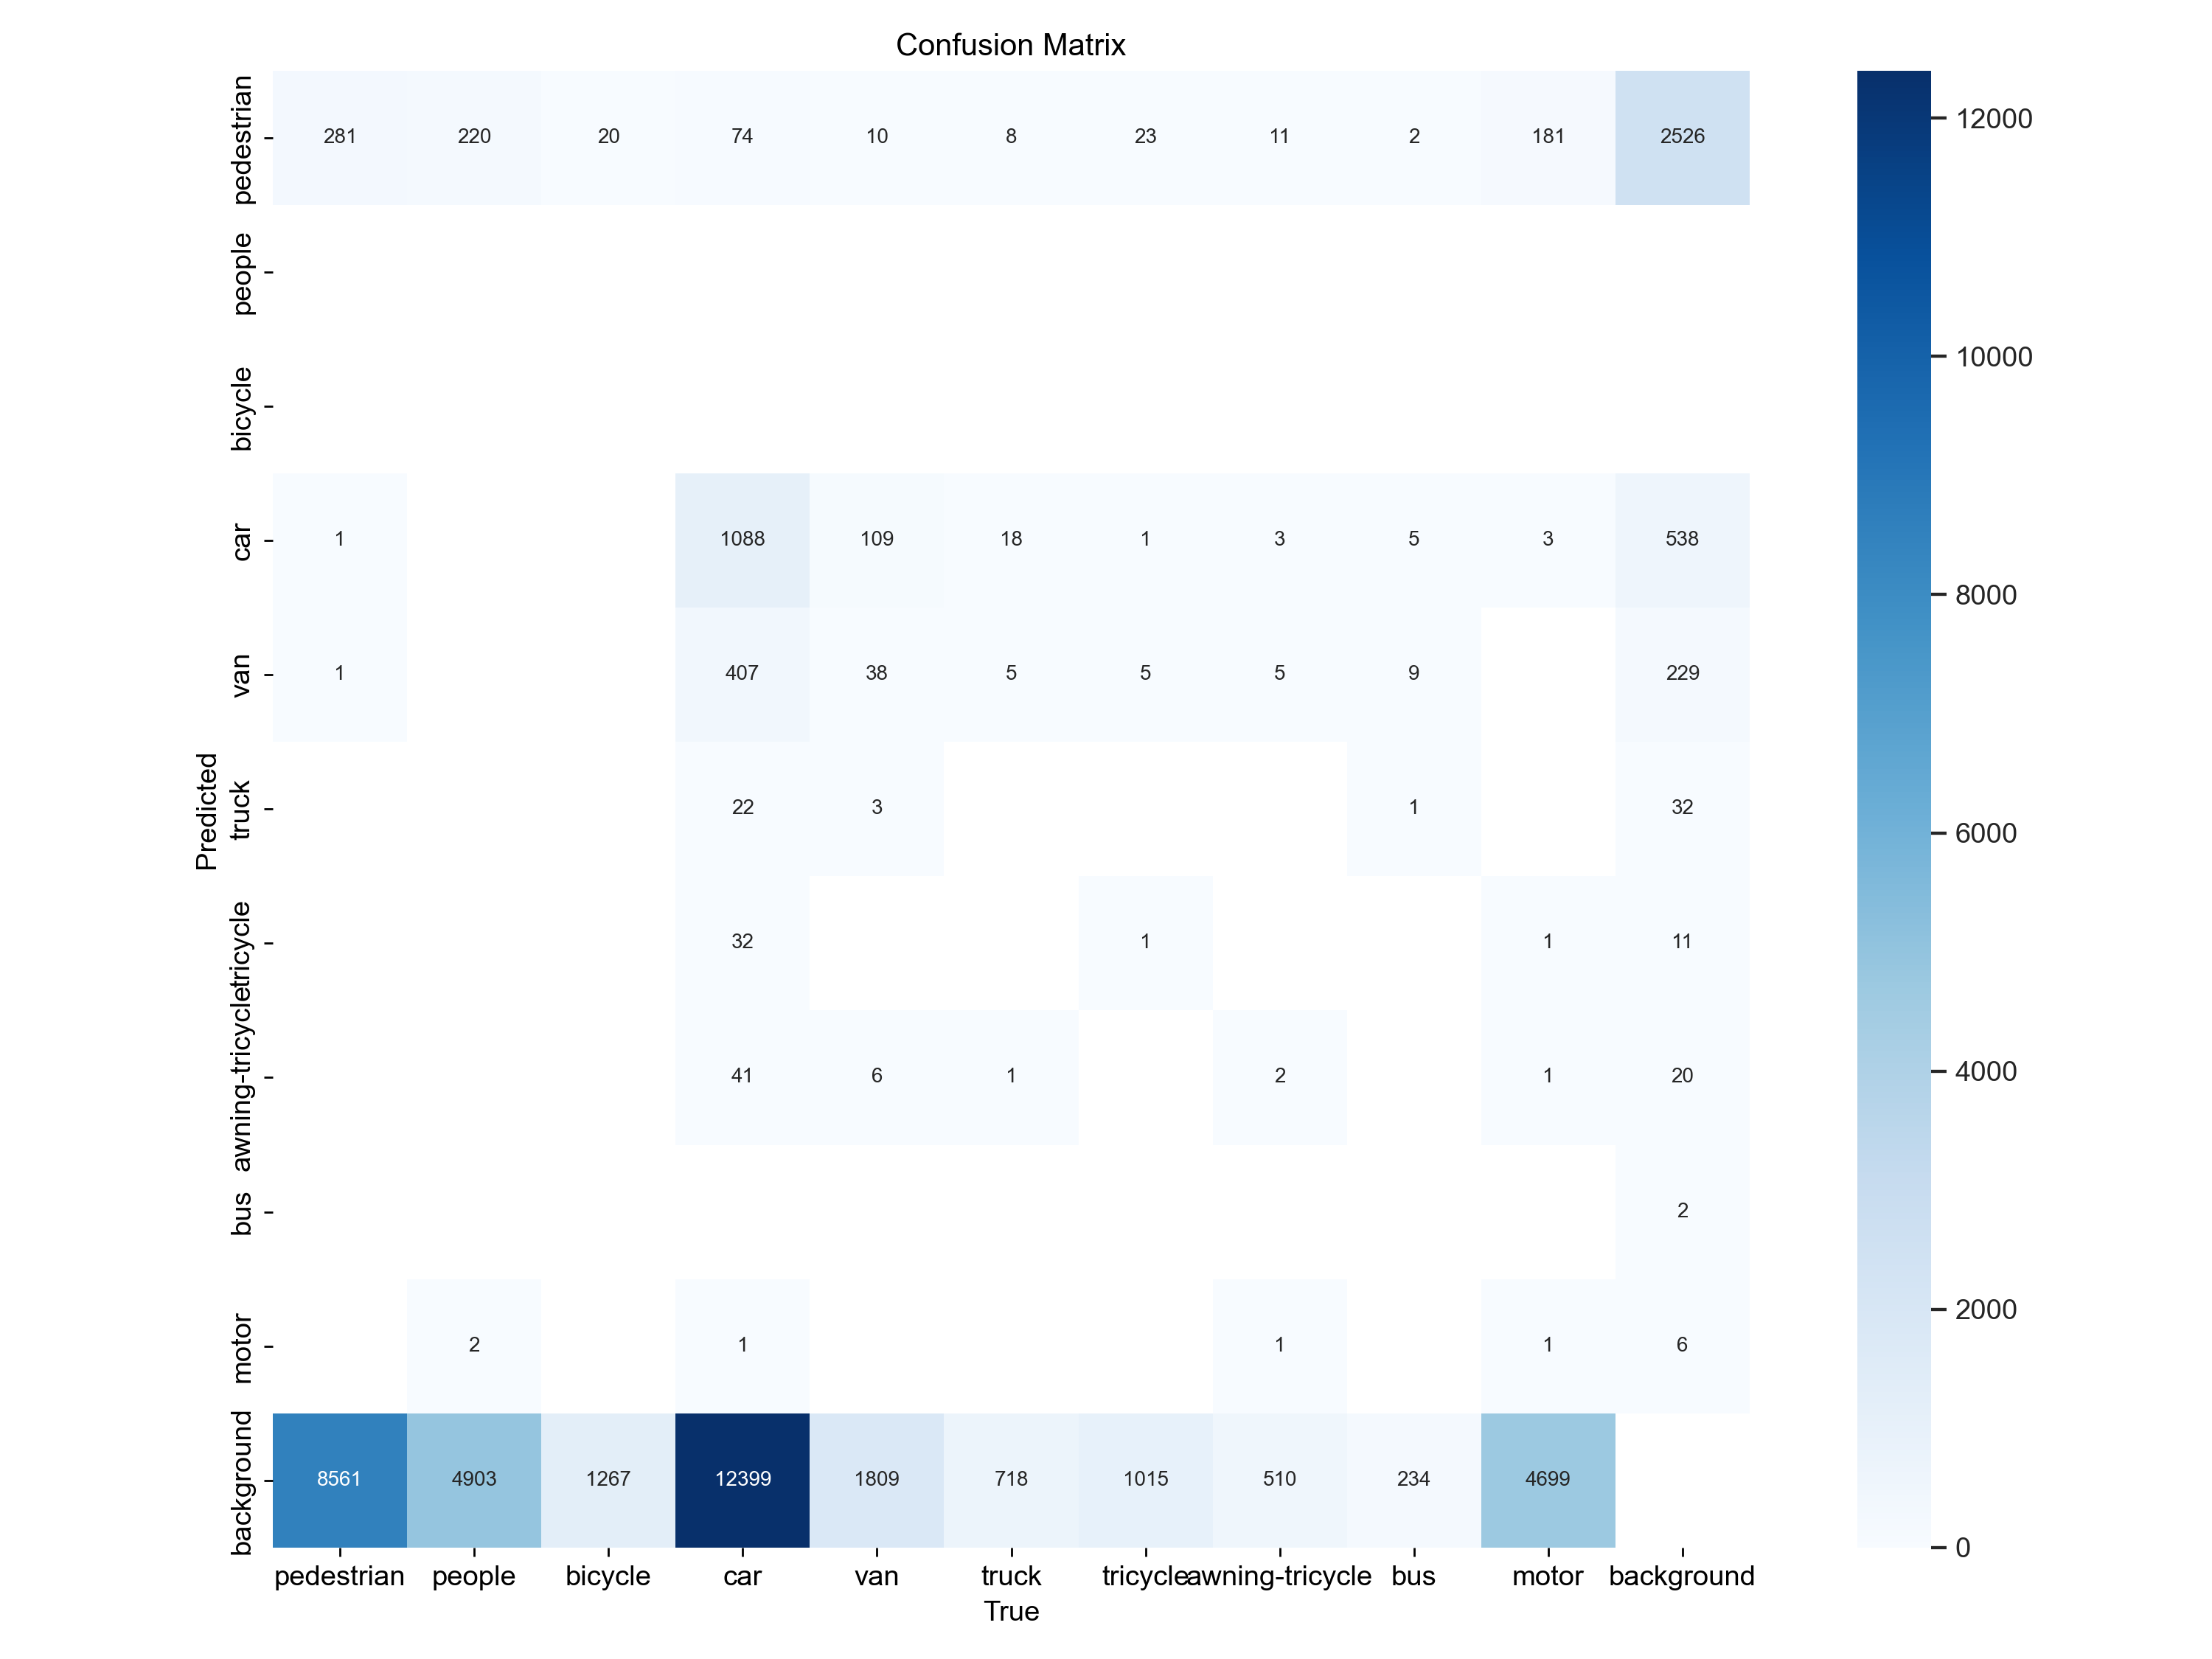 Confusion Matrix
pedestrian 281 220 20 74 10 8 23 11 2 181 2526
people
bicycle
car 1 1088 109 18 1 3 5 3 538
van 1 407 38 5 5 5 9 229
truck 22 3 1 32
tricycle 32 1 1 11
awning-tricycle 41 6 1 2 1 20
bus 2
motor 2 1 1 1 6
background 8561 4903 1267 12399 1809 718 1015 510 234 4699
pedestrian people bicycle car van truck tricycle awning-tricycle bus motor background
True
Predicted
12000
10000
8000
6000
4000
2000
0